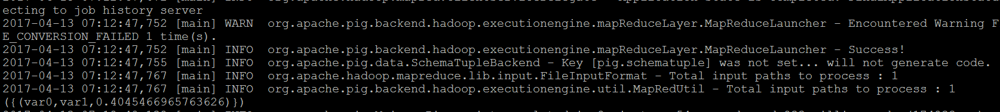 ecting to job history server
2017-04-13 07:12:47,752 [main] WARN  org.apache.pig.backend.hadoop.executionengine.mapReduceLayer.MapReduceLauncher - Encountered Warning F
E_CONVERSION_FAILED 1 time(s).
2017-04-13 07:12:47,752 [main] INFO  org.apache.pig.backend.hadoop.executionengine.mapReduceLayer.MapReduceLauncher - Success!
2017-04-13 07:12:47,755 [main] INFO  org.apache.pig.data.SchemaTupleBackend - Key [pig.schematuple] was not set... will not generate code.
2017-04-13 07:12:47,767 [main] INFO  org.apache.hadoop.mapreduce.lib.input.FileInputFormat - Total input paths to process : 1
2017-04-13 07:12:47,767 [main] INFO  org.apache.pig.backend.hadoop.executionengine.util.MapRedUtil - Total input paths to process : 1
({(var0,var1,0.4045466965763626)})